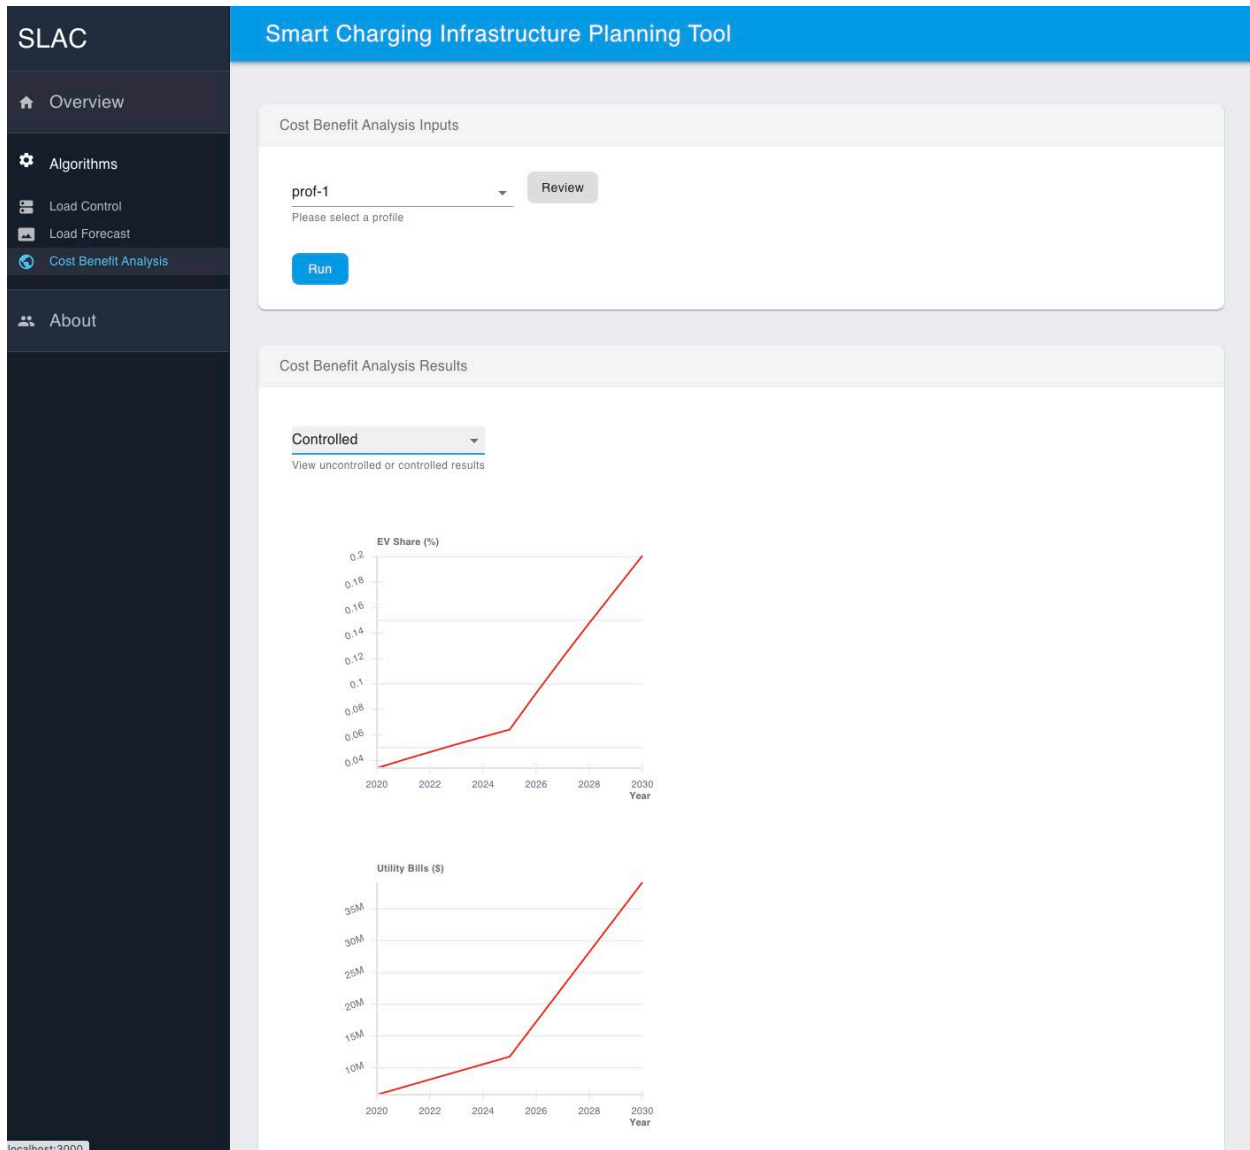 SLAC
Smart Charging Infrastructure Planning Tool
Overview
Algorithms
Load Control
Load Forecast
Cost Benefit Analysis
About
Cost Benefit Analysis Inputs
prof-1
Review
Please select a profile
Run
Cost Benefit Analysis Results
Controlled
View uncontrolled or controlled results
EV Share (%)
0.2
0.18
0.16
0.14
0.12
0.1
0.08
0.06
0.04
2020 2022 2024 2026 2028 2030
Year
Utility Bills ($)
35M
30M
25M
20M
15M
10M
2020 2022 2024 2026 2028 2030
Year
localhost:3000